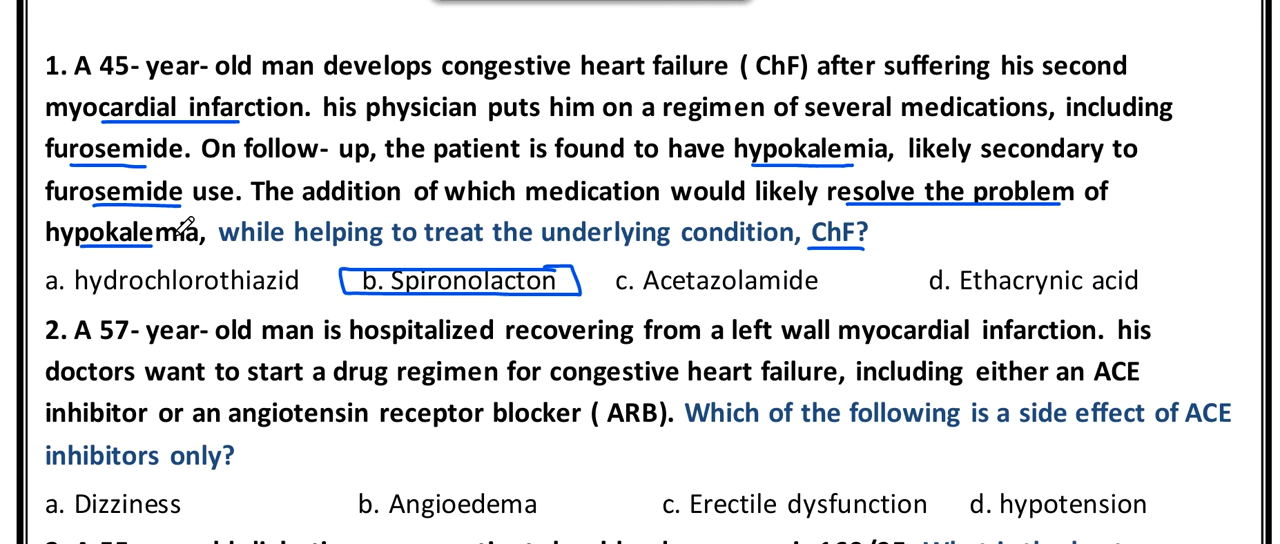 1. A 45- year- old man develops congestive heart failure ( ChF) after suffering his second
myocardial infarction. his physician puts him on a regimen of several medications, including
furosemide. On follow- up, the patient is found to have hypokalemia, likely secondary to
furosemide use. The addition of which medication would likely resolve the problem of
hypokalemia, while helping to treat the underlying condition, ChF?
a. hydrochlorothiazid b. Spironolacton c. Acetazolamide d. Ethacrynic acid
2. A 57- year- old man is hospitalized recovering from a left wall myocardial infarction. his
doctors want to start a drug regimen for congestive heart failure, including either an ACE
inhibitor or an angiotensin receptor blocker ( ARB). Which of the following is a side effect of ACE
inhibitors only?
a. Dizziness b. Angioedema c. Erectile dysfunction d. hypotension